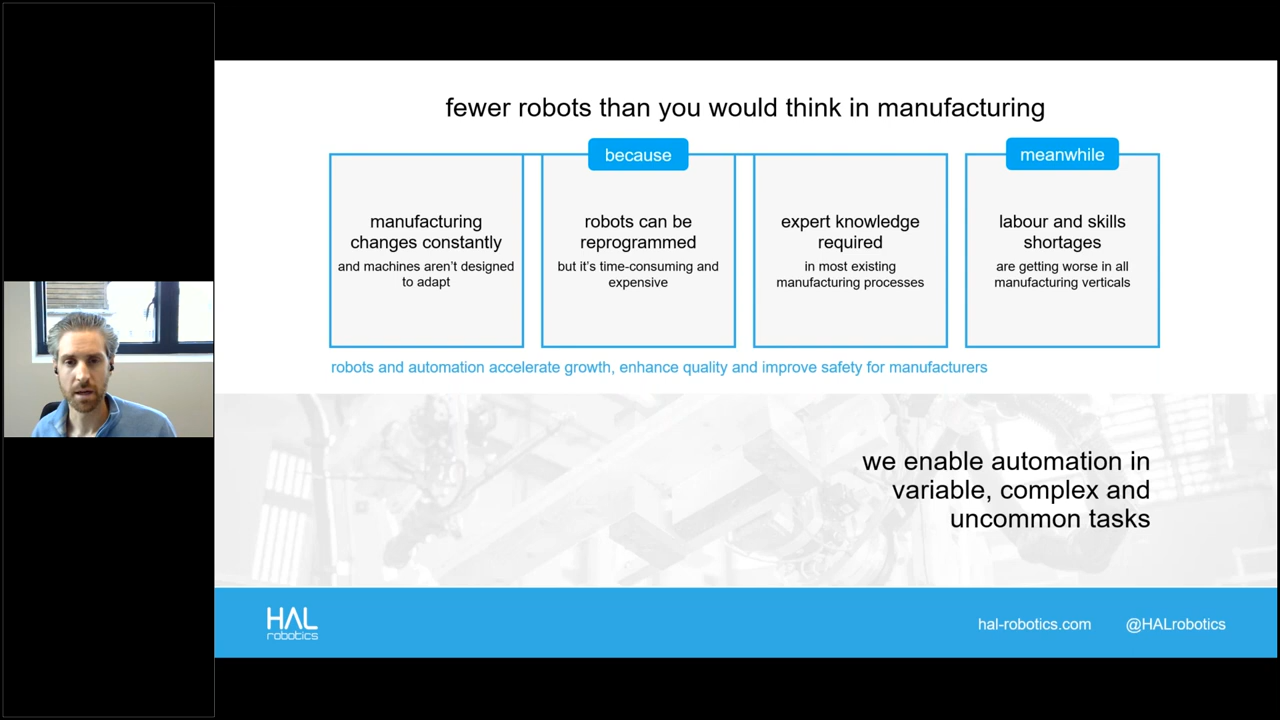 fewer robots than you would think in manufacturing
because
manufacturing
changes constantly
and machines aren't designed
to adapt
robots can be
reprogrammed
but it's time-consuming and
expensive
expert knowledge
required
in most existing
manufacturing processes
meanwhile
labour and skills
shortages
are getting worse in all
manufacturing verticals
robots and automation accelerate growth, enhance quality and improve safety for manufacturers
we enable automation in
variable, complex and
uncommon tasks
HAL
robotics
hal-robotics.com
@HALrobotics